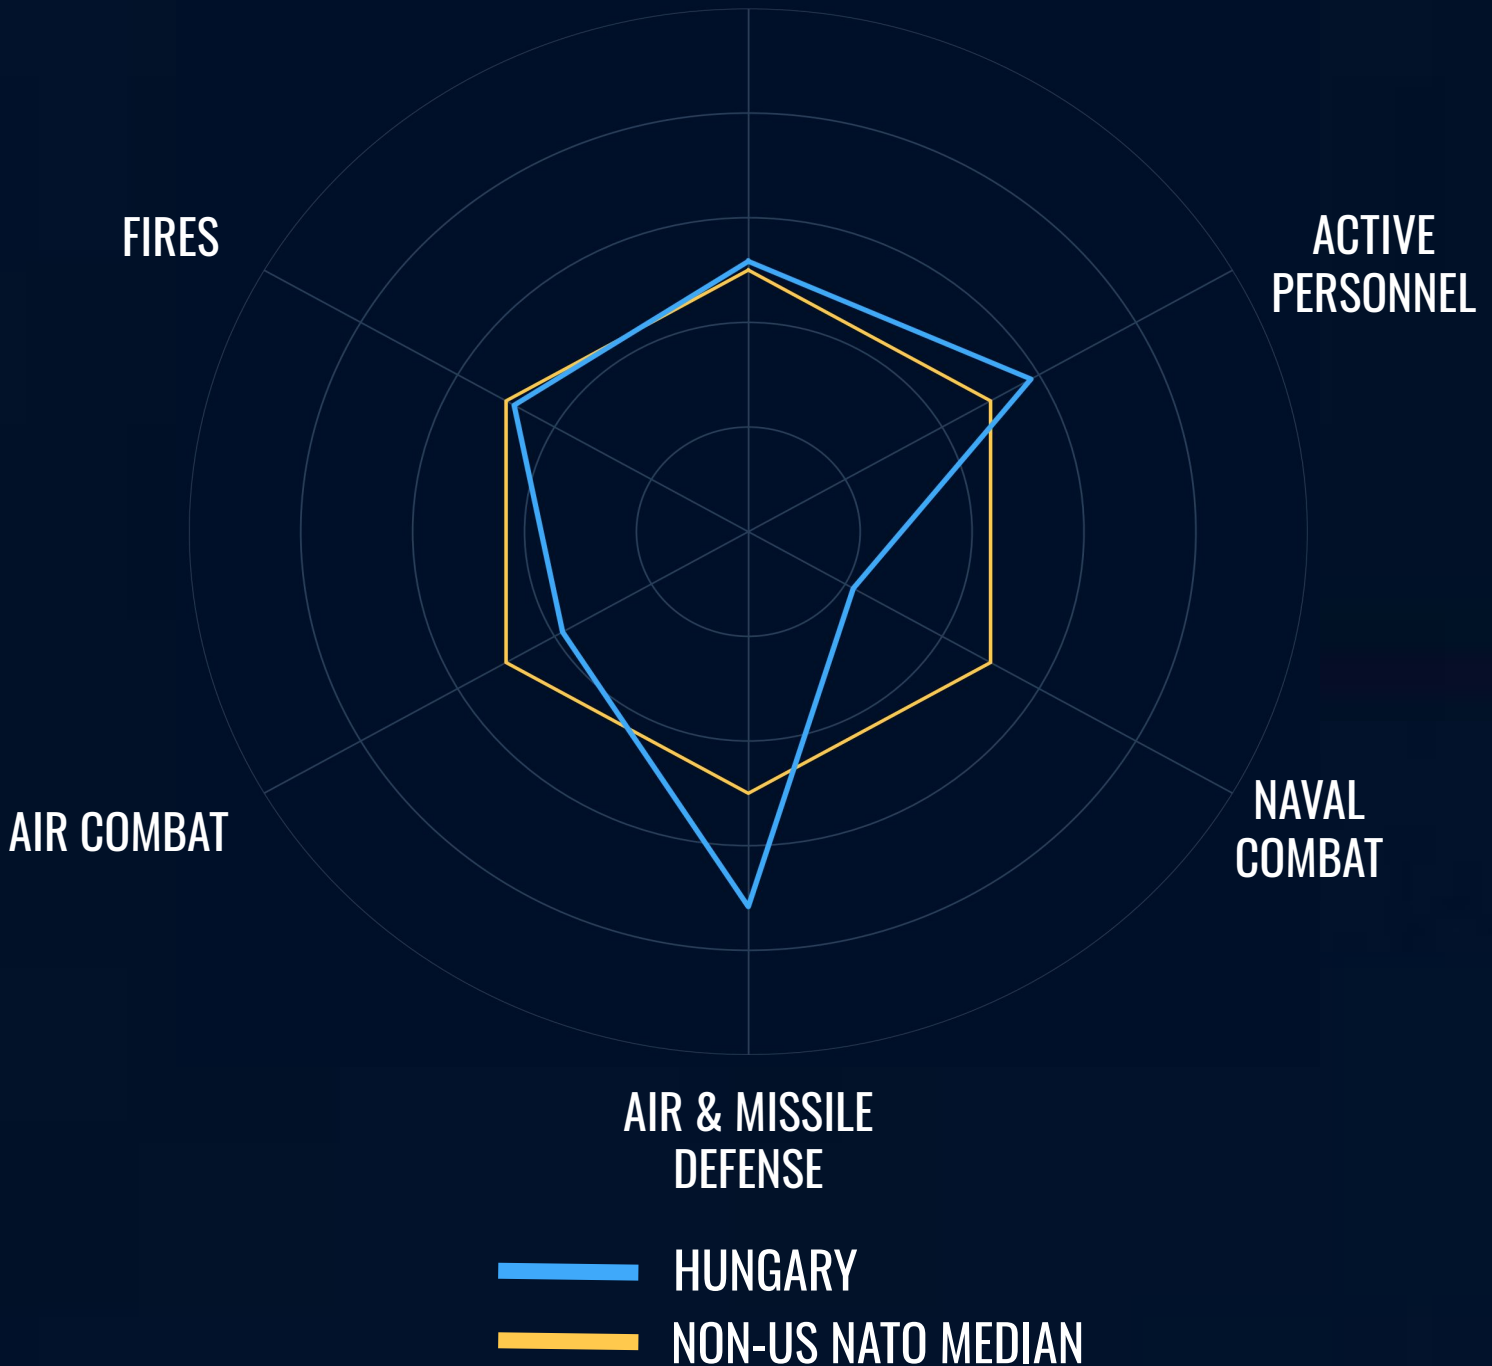 FIRES
ACTIVE
PERSONNEL
AIR COMBAT
NAVAL
COMBAT
AIR & MISSILE
DEFENSE
HUNGARY
NON-US NATO MEDIAN